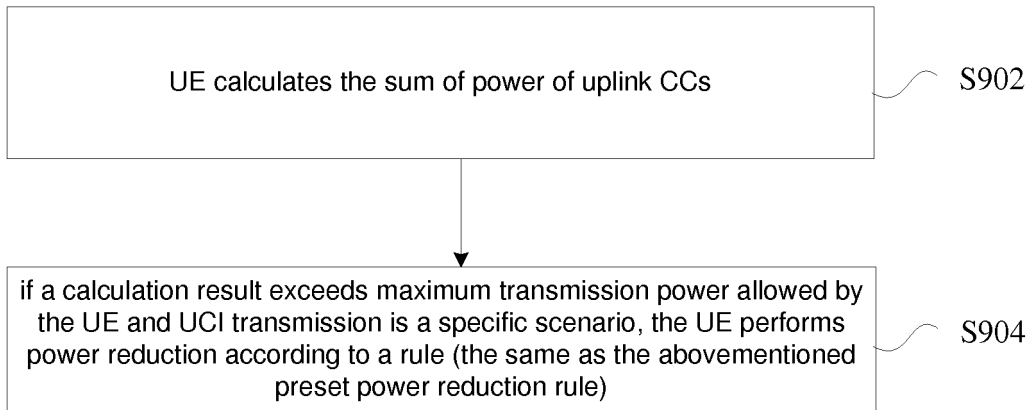 UE calculates the sum of power of uplink CCs
S902
if a calculation result exceeds maximum transmission power allowed by
the UE and UCI transmission is a specific scenario, the UE performs
power reduction according to a rule (the same as the abovementioned
preset power reduction rule)
S904